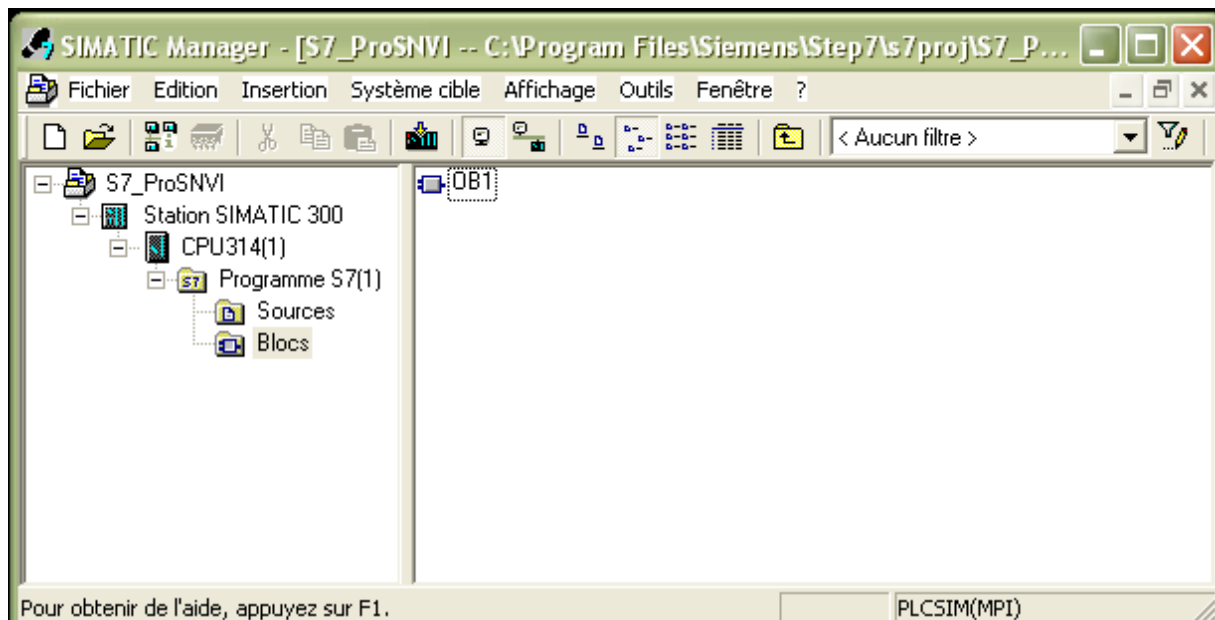 SIMATIC Manager - [S7_ProSNVI -- C:\Program Files\Siemens\Step7\s7proj\S7_P...
Fichier Edition Insertion Système cible Affichage Outils Fenêtre ?
< Aucun filtre >
S7_ProSNVI
OB1
Station SIMATIC 300
CPU314(1)
Programme S7(1)
Sources
Blocs
Pour obtenir de l'aide, appuyez sur F1.
PLCSIM(MPI)